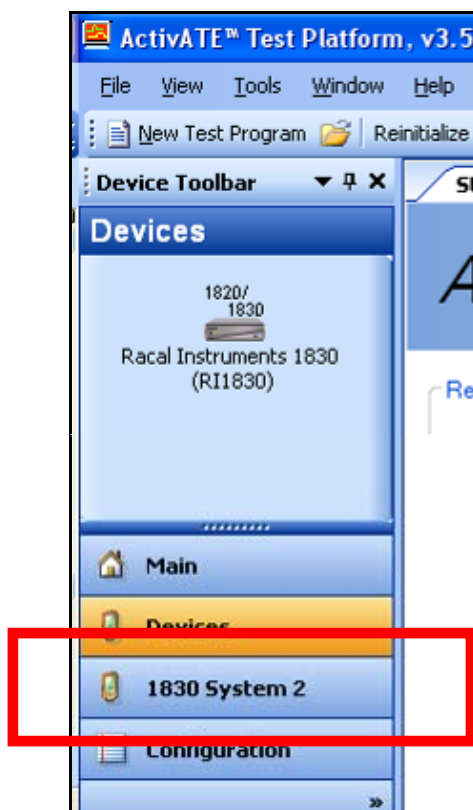 ActivATE™ Test Platform, v3.5
File View Tools Window Help
New Test Program Reinitialize
Device Toolbar
Devices
1820/
1830
Racal Instruments 1830
(RI1830)
Re
Main
Devices
1830 System 2
Configuration